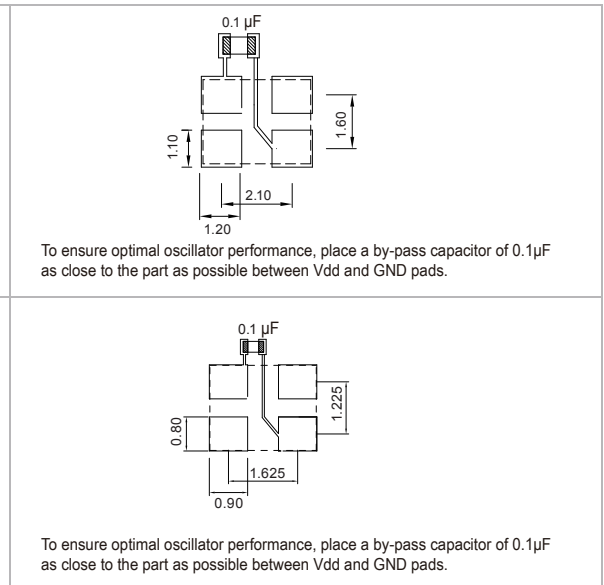 0.1 µF
1.60
1.10
2.10
1.20
To ensure optimal oscillator performance, place a by-pass capacitor of 0.1µF
as close to the part as possible between Vdd and GND pads.
0.1 µF
1.225
0.80
1.625
0.90
To ensure optimal oscillator performance, place a by-pass capacitor of 0.1µF
as close to the part as possible between Vdd and GND pads.